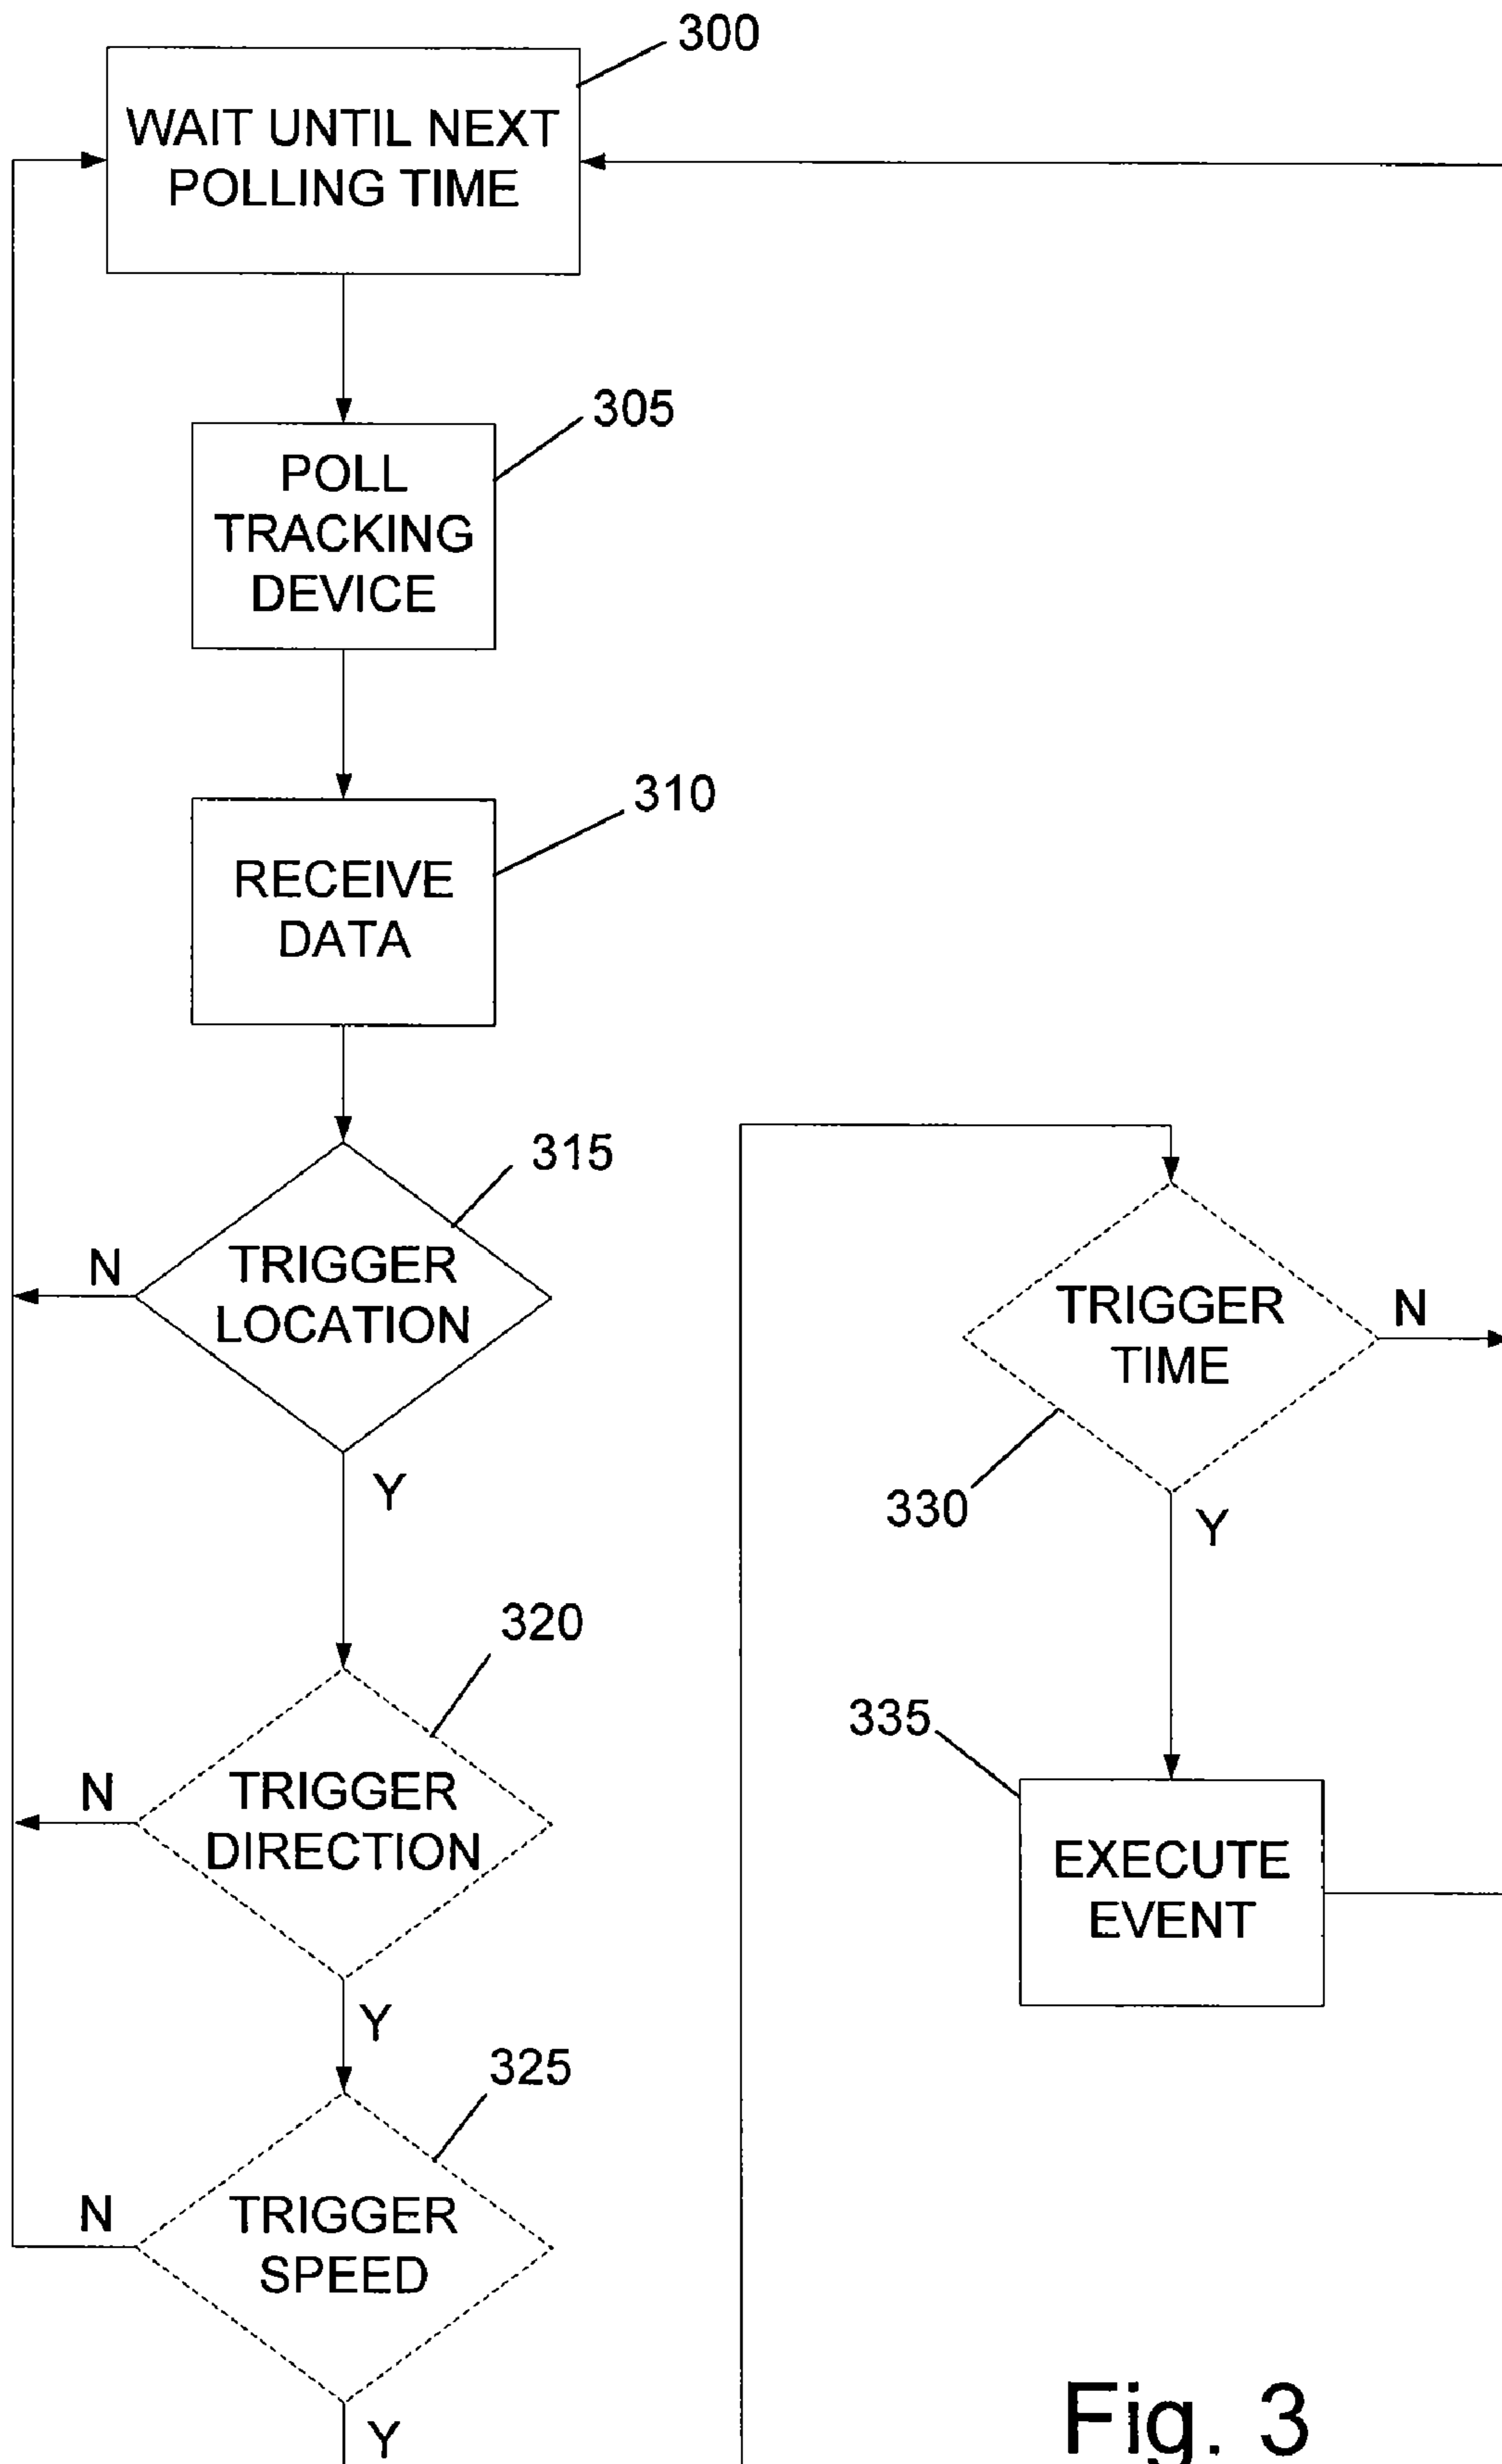 300
WAIT UNTIL NEXT
POLLING TIME
305
POLL
TRACKING
DEVICE
310
RECEIVE
DATA
315
TRIGGER
LOCATION
N
Y
320
TRIGGER
DIRECTION
N
Y
325
TRIGGER
SPEED
N
Y
TRIGGER
TIME
N
330
Y
335
EXECUTE
EVENT
Fig. 3